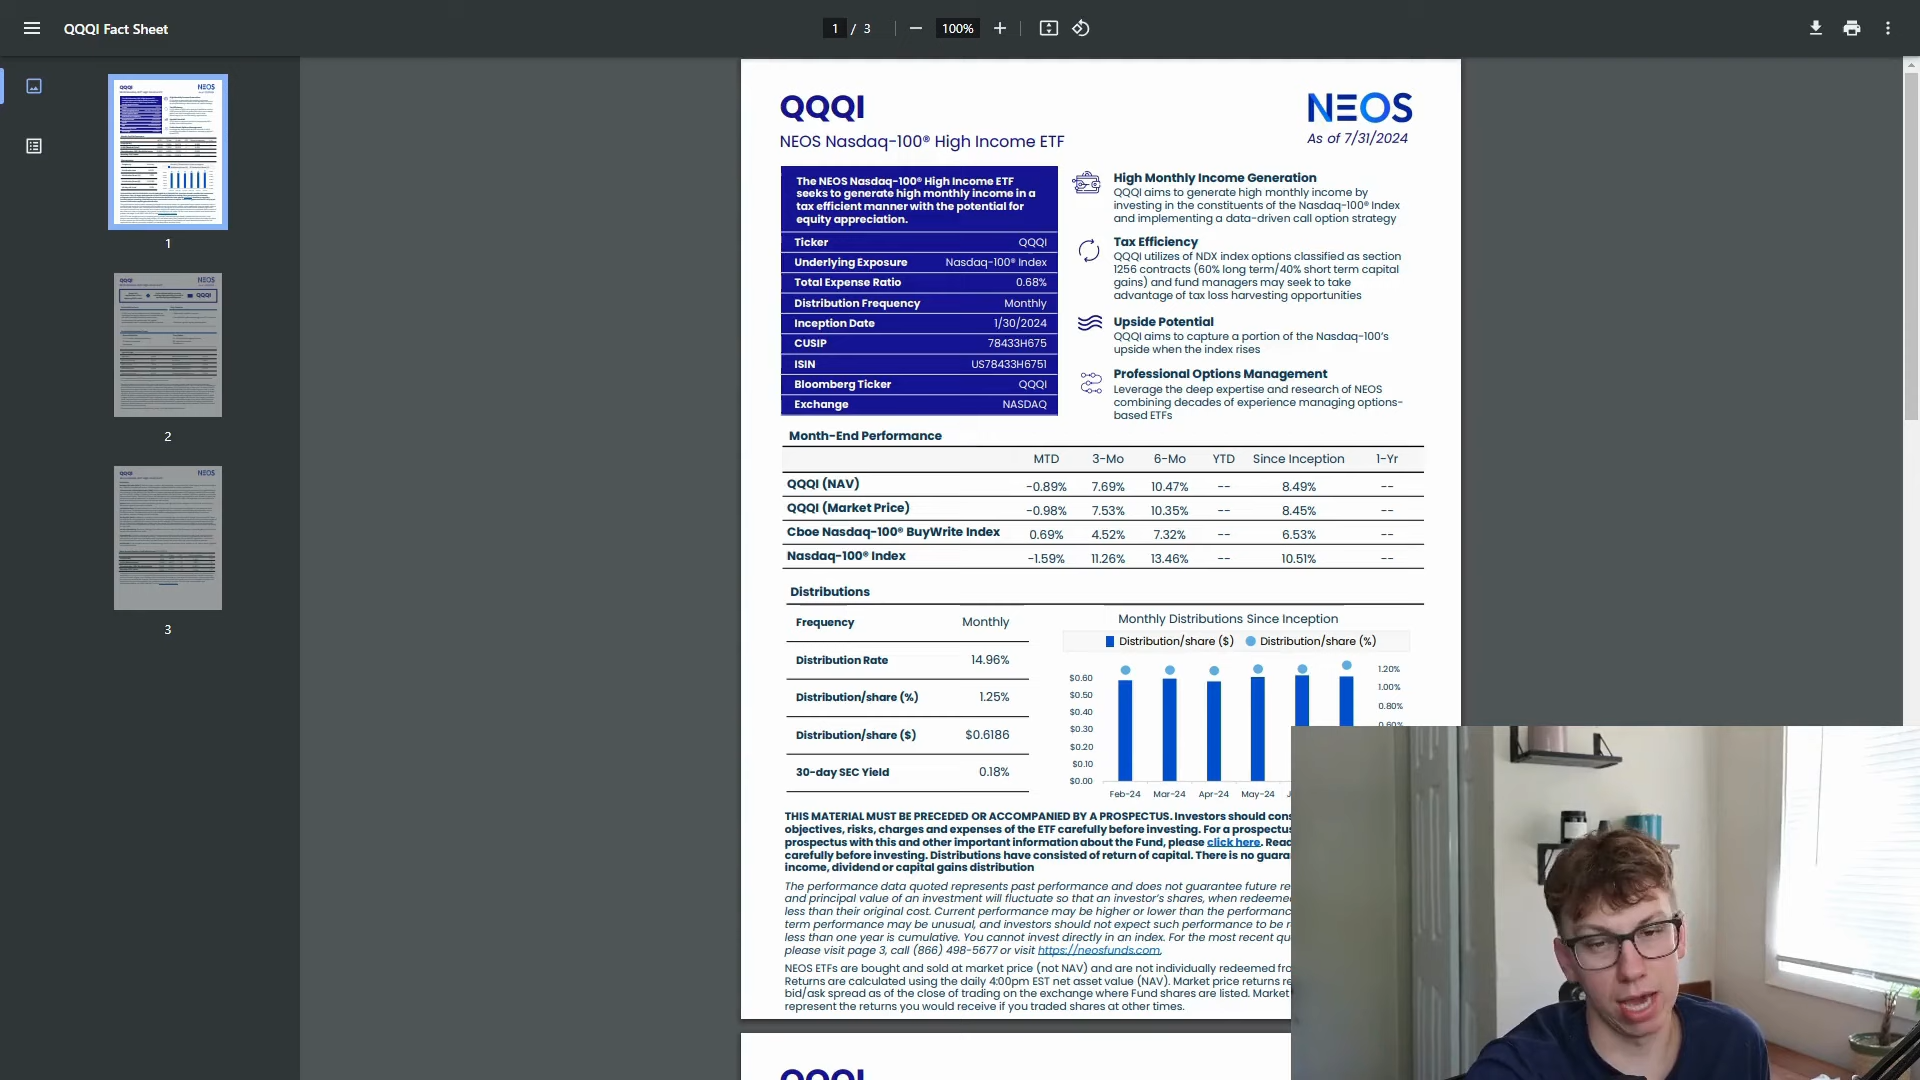 QQQI Fact Sheet
1 / 3
100%
1
2
3
QQQI
NEOS
NEOS Nasdaq-100® High Income ETF
As of 7/31/2024
The NEOS Nasdaq-100® High Income ETF
seeks to generate high monthly income in a
tax efficient manner with the potential for
equity appreciation.
Ticker QQQI
Underlying Exposure Nasdaq-100® Index
Total Expense Ratio 0.68%
Distribution Frequency Monthly
Inception Date 1/30/2024
CUSIP 78433H675
ISIN US78433H6751
Bloomberg Ticker QQQI
Exchange NASDAQ
High Monthly Income Generation
QQQI aims to generate high monthly income by
investing in the constituents of the Nasdaq-100® Index
and implementing a data-driven call option strategy
Tax Efficiency
QQQI utilizes of NDX index options classified as section
1256 contracts (60% long term/40% short term capital
gains) and fund managers may seek to take
advantage of tax loss harvesting opportunities
Upside Potential
QQQI aims to capture a portion of the Nasdaq-100's
upside when the index rises
Professional Options Management
Leverage the deep expertise and research of NEOS
combining decades of experience managing options-
based ETFs
Month-End Performance
MTD 3-Mo 6-Mo YTD Since Inception 1-Yr
QQQI (NAV) -0.89% 7.69% 10.47% -- 8.49% --
QQQI (Market Price) -0.98% 7.53% 10.35% -- 8.45% --
Cboe Nasdaq-100® BuyWrite Index 0.69% 4.52% 7.32% -- 6.53% --
Nasdaq-100® Index -1.59% 11.26% 13.46% -- 10.51% --
Distributions
Frequency Monthly
Distribution Rate 14.96%
Distribution/share (%) 1.25%
Distribution/share ($) $0.6186
30-day SEC Yield 0.18%
Monthly Distributions Since Inception
Distribution/share ($) Distribution/share (%)
$0.60
$0.50
$0.40
$0.30
$0.20
$0.10
$0.00
1.20%
1.00%
0.80%
0.60%
Feb-24 Mar-24 Apr-24 May-24
THIS MATERIAL MUST BE PRECEDED OR ACCOMPANIED BY A PROSPECTUS. Investors should
objectives, risks, charges and expenses of the ETF carefully before investing. For a
prospectus with this and other important information about the Fund, please click here. Read
carefully before investing. Distributions have consisted of return of capital. There is no
income, dividend or capital gains distribution
The performance data quoted represents past performance and does not guarantee future
and principal value of an investment will fluctuate so that an investor's shares, when
less than their original cost. Current performance may be higher or lower than the
term performance may be unusual, and investors should not expect such performance to be
less than one year is cumulative. You cannot invest directly in an index. For the most recent
please visit page 3, call (866) 498-5677 or visit https://neosfunds.com.
NEOS ETFs are bought and sold at market price (not NAV) and are not individually redeemed
Returns are calculated using the daily 4:00pm EST net asset value (NAV). Market price returns
bid/ask spread as of the close of trading on the exchange where Fund shares are listed. Market
represent the returns you would receive if you traded shares at other times.
QQQI